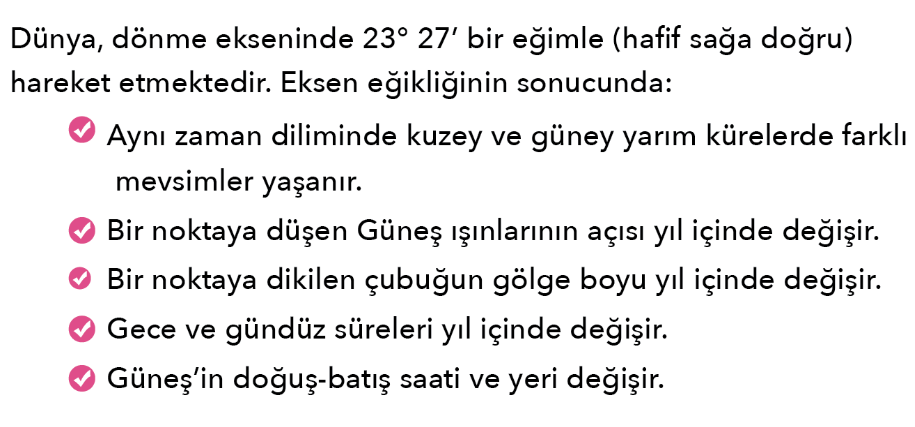 Dünya, dönme ekseninde 23° 27′ bir eğimle (hafif sağa doğru)
hareket etmektedir. Eksen eğikliğinin sonucunda:
Aynı zaman diliminde kuzey ve güney yarım kürelerde farklı
mevsimler yaşanır.
Bir noktaya düşen Güneş ışınlarının açısı yıl içinde değişir.
Bir noktaya dikilen çubuğun gölge boyu yıl içinde değişir.
Gece ve gündüz süreleri yıl içinde değişir.
Güneş’in doğuş-batış saati ve yeri değişir.